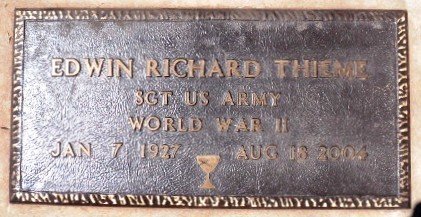 EDWIN RICHARD THIEME
SGT US ARMY
WORLD WAR II
JAN 7 1927 AUG 18 2004